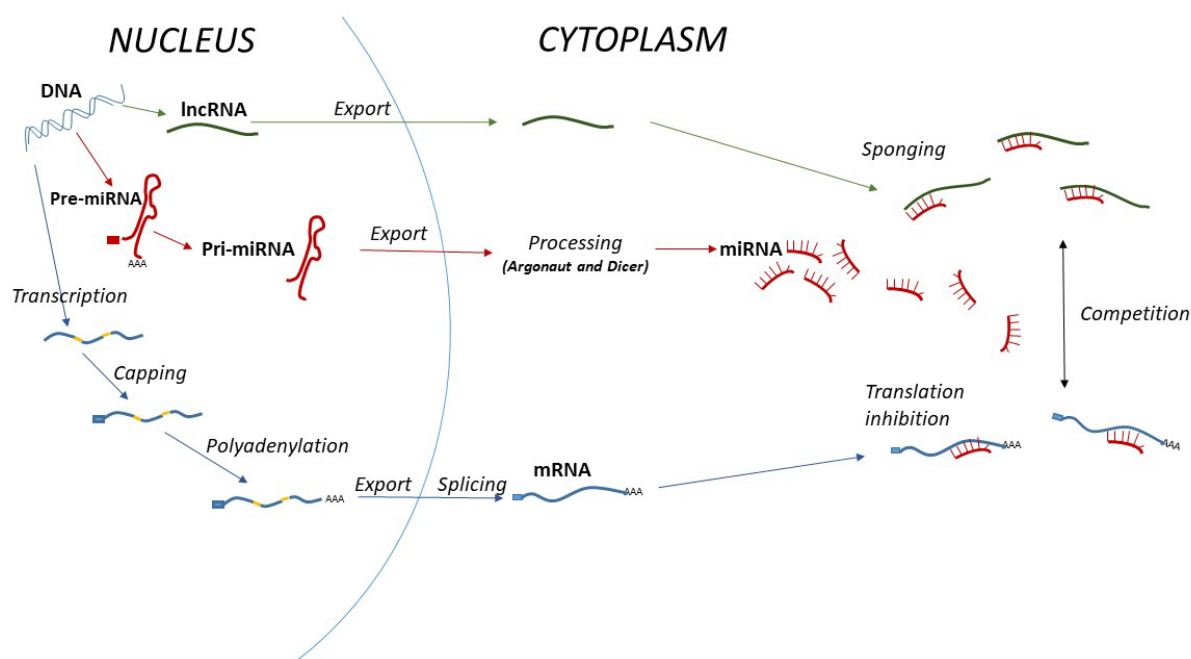 NUCLEUS
CYTOPLASM
DNA
lncRNA
Export
Sponging
Pre-miRNA
AAA
Pri-miRNA
Export
Processing
(Argonaut and Dicer)
miRNA
Transcription
Competition
Capping
Translation
inhibition
AAA
AAA
Polyadenylation
AAA
Export
Splicing
mRNA
AAA